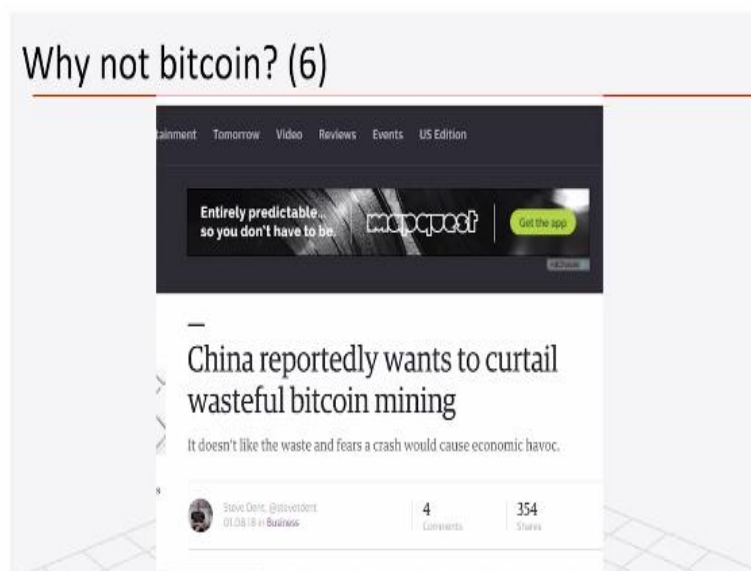 Why not bitcoin? (6)
tainment Tomorrow Video Reviews Events US Edition
Entirely predictable...
so you don't have to be.
mapquest
Get the app
China reportedly wants to curtail
wasteful bitcoin mining
It doesn't like the waste and fears a crash would cause economic havoc.
s
Steve Dent, @stevetdent
01.08.18 in Business
4
Comments
354
Shares